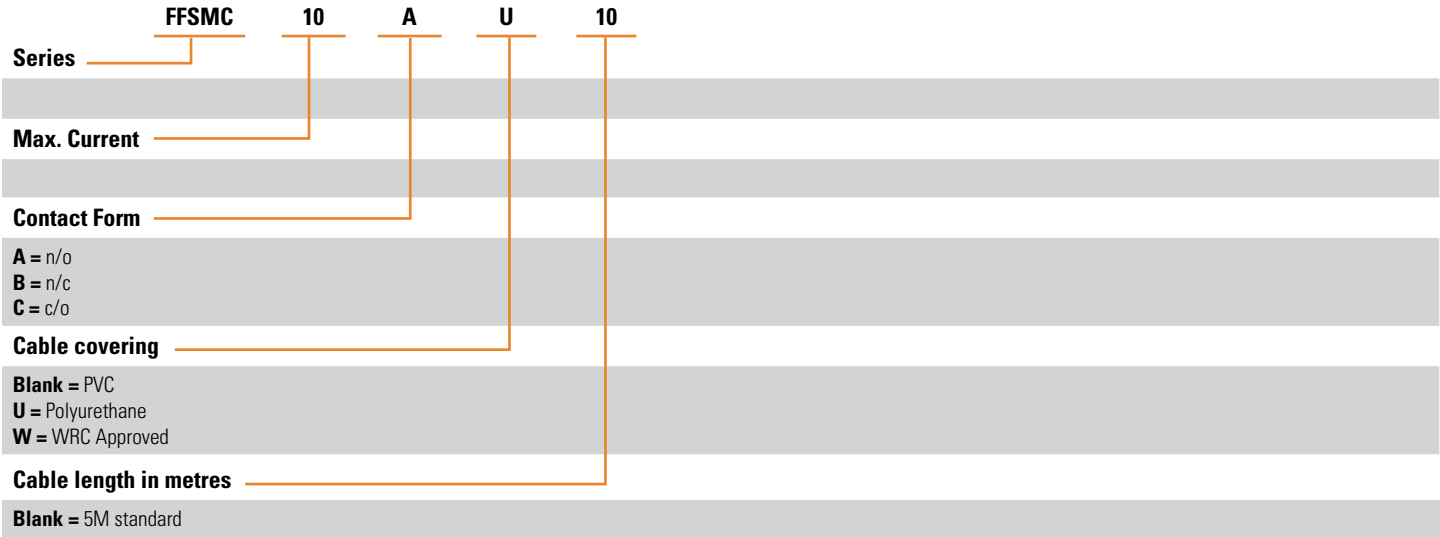 FFSMC 10 A U 10
Series
Max. Current
Contact Form
A = n/o
B = n/c
C = c/o
Cable covering
Blank = PVC
U = Polyurethane
W = WRC Approved
Cable length in metres
Blank = 5M standard